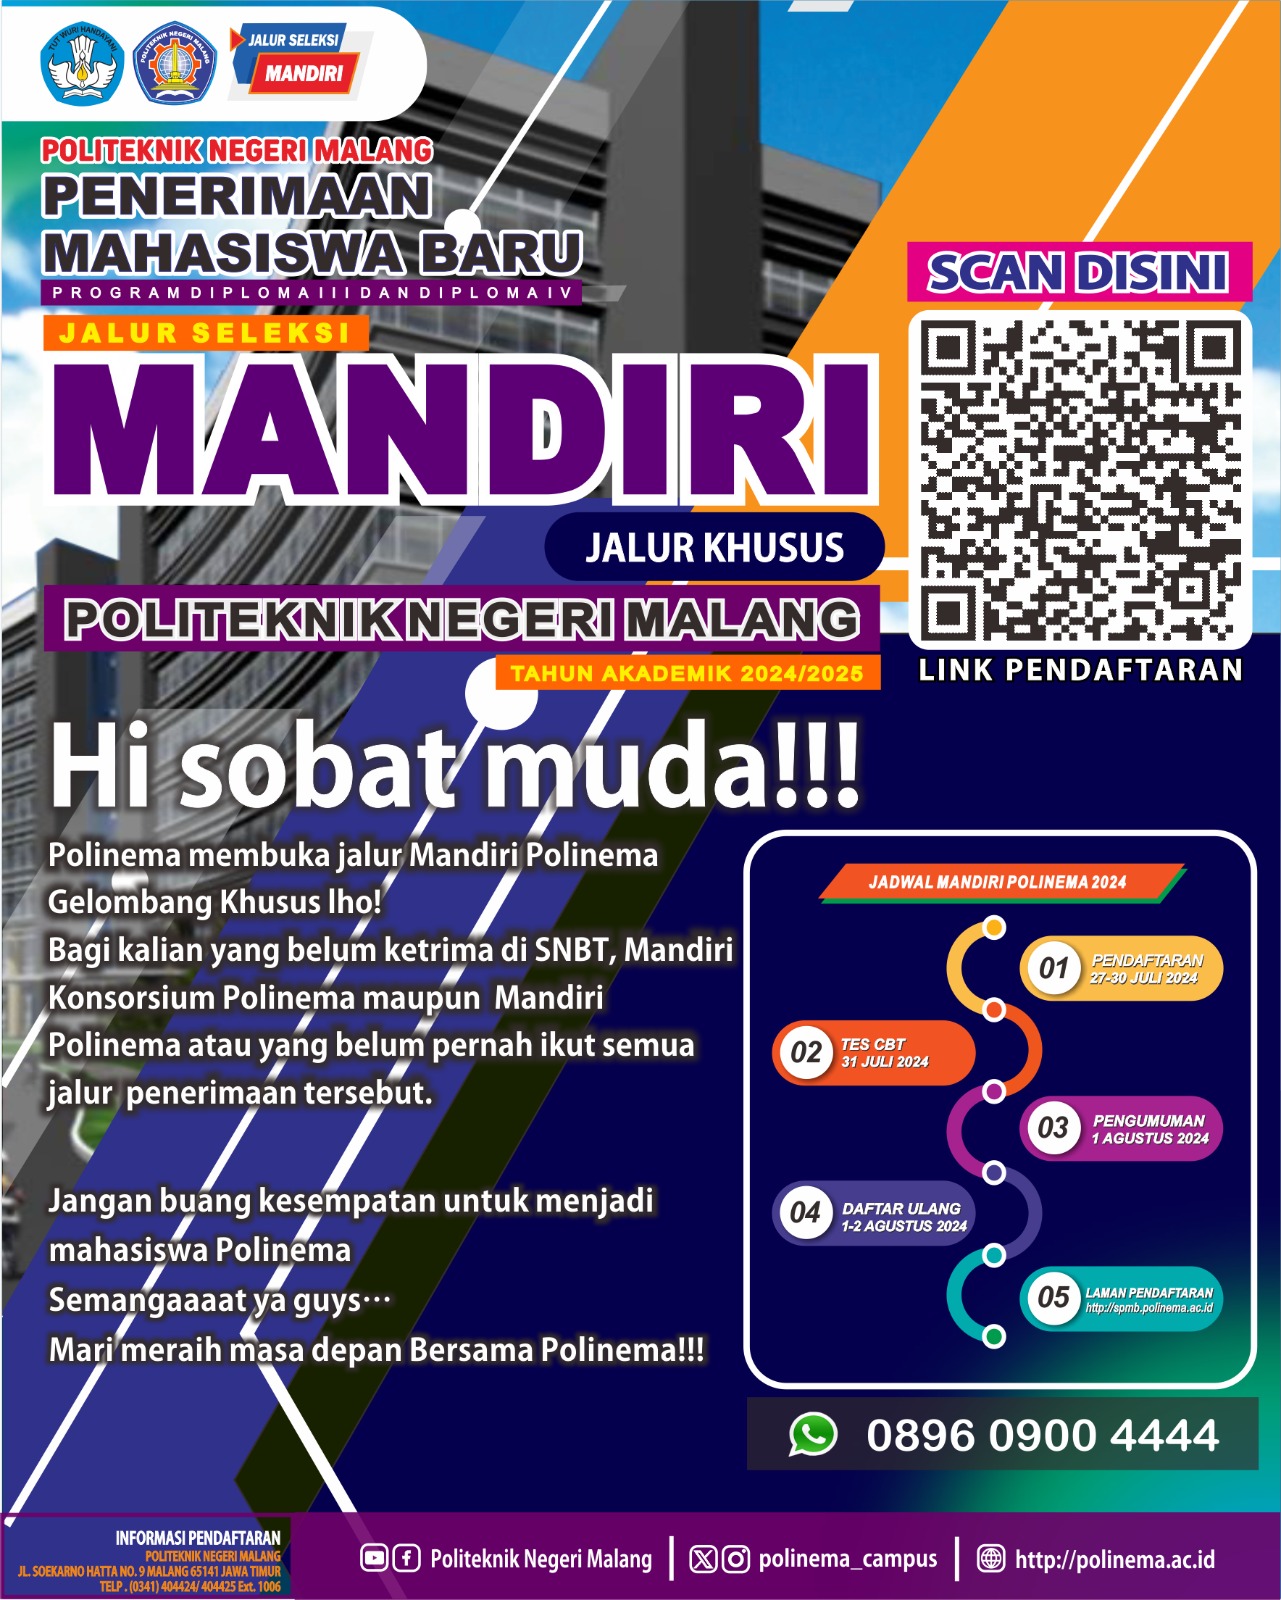 TUT WURI HANDAYANI
POLITEKNIK NEGERI MALANG
JALUR SELEKSI
MANDIRI
POLITEKNIK NEGERI MALANG
PENERIMAAN
MAHASISWA BARU
PROGRAM DIPLOMA III DAN DIPLOMA IV
JALUR SELEKSI
MANDIRI
JALUR KHUSUS
POLITEKNIK NEGERI MALANG
TAHUN AKADEMIK 2024/2025
SCAN DISINI
LINK PENDAFTARAN
Hi sobat muda!!!
Polinema membuka jalur Mandiri Polinema
Gelombang Khusus lho!
Bagi kalian yang belum ketrima di SNBT, Mandiri
Konsorsium Polinema maupun Mandiri
Polinema atau yang belum pernah ikut semua
jalur penerimaan tersebut.
Jangan buang kesempatan untuk menjadi
mahasiswa Polinema
Semangaaaat ya guys…
Mari meraih masa depan Bersama Polinema!!!
JADWAL MANDIRI POLINEMA 2024
01 PENDAFTARAN
27-30 JULI 2024
02 TES CBT
31 JULI 2024
03 PENGUMUMAN
1 AGUSTUS 2024
04 DAFTAR ULANG
1-2 AGUSTUS 2024
05 LAMAN PENDAFTARAN
http://spmb.polinema.ac.id
0896 0900 4444
INFORMASI PENDAFTARAN
POLITEKNIK NEGERI MALANG
JL. SOEKARNO HATTA NO. 9 MALANG 65141 JAWA TIMUR
TELP . (0341) 404424/ 404425 Ext. 1006
Politeknik Negeri Malang
polinema_campus
http://polinema.ac.id